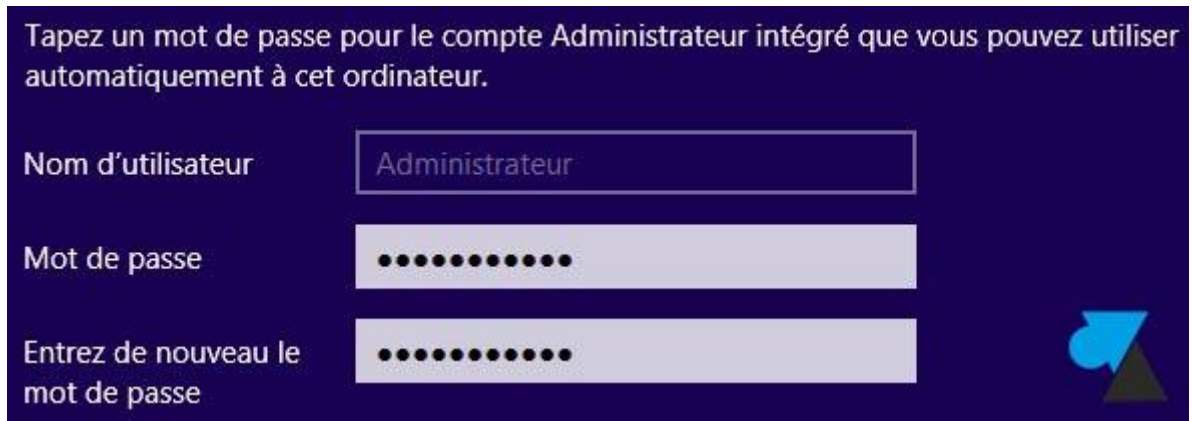 Tapez un mot de passe pour le compte Administrateur intégré que vous pouvez utiliser
automatiquement à cet ordinateur.
Nom d’utilisateur
Administrateur
Mot de passe
●●●●●●●●●●●
Entrez de nouveau le
mot de passe
●●●●●●●●●●●